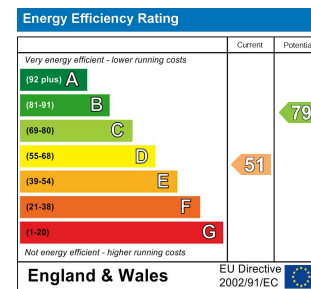 Energy Efficiency Rating
Current Potentia
Very energy efficient - lower running costs
(92 plus) A
(81-91) B
79
(69-80) C
(55-68) D
51
(39-54) E
(21-38) F
(1-20) G
Not energy efficient - higher running costs
England & Wales
EU Directive
2002/91/EC